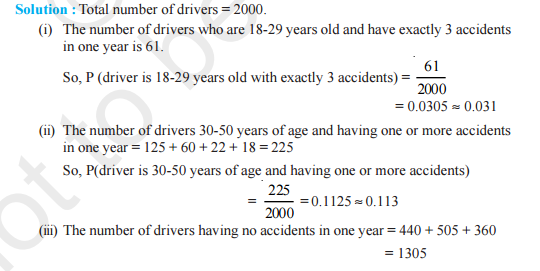 Solution : Total number of drivers = 2000.
(i) The number of drivers who are 18-29 years old and have exactly 3 accidents
in one year is 61.
So, P (driver is 18-29 years old with exactly 3 accidents) = 61/2000
= 0.0305 ≈ 0.031
(ii) The number of drivers 30-50 years of age and having one or more accidents
in one year = 125 + 60 + 22 + 18 = 225
So, P(driver is 30-50 years of age and having one or more accidents)
= 225/2000 = 0.1125 ≈ 0.113
(iii) The number of drivers having no accidents in one year = 440 + 505 + 360
= 1305